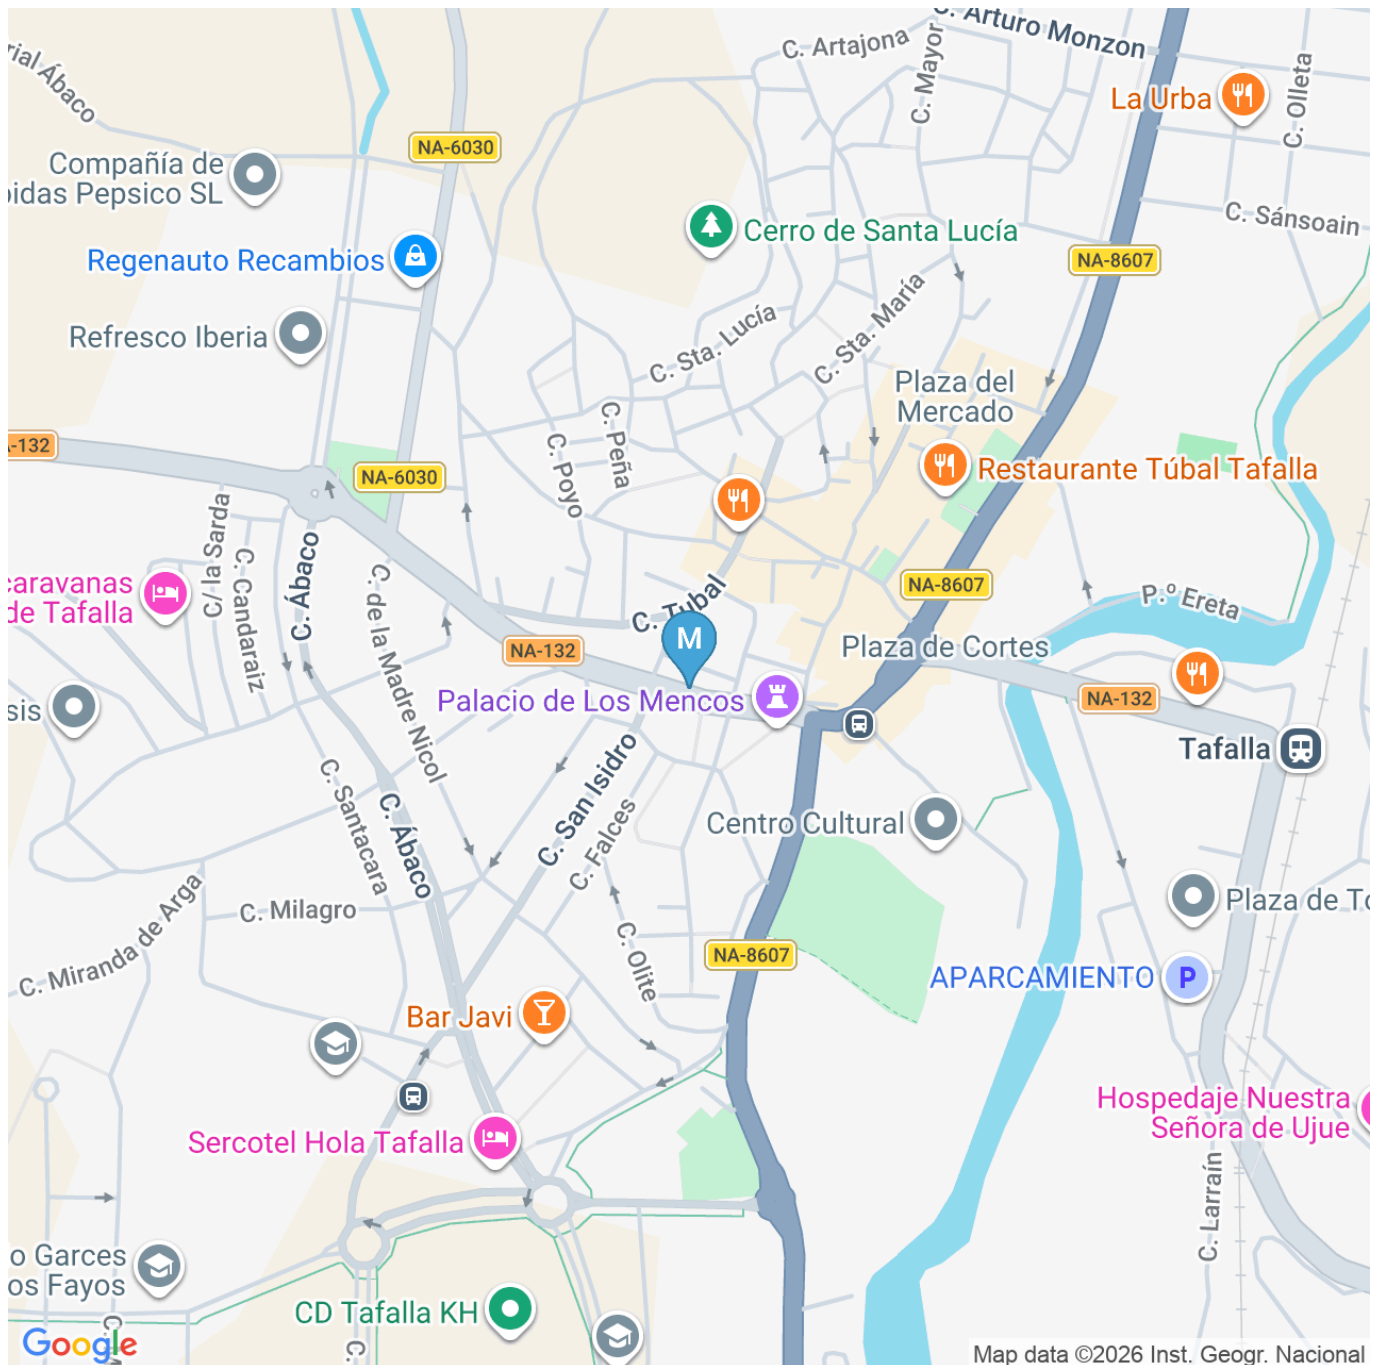 C. Arturo Monzon
C. Artajona
C. Mayor
C. Olleta
rial Ábaco
La Urba
NA-6030
Compañía de
bidas Pepsico SL
C. Sánsoain
Cerro de Santa Lucía
NA-8607
Regenauto Recambios
Refresco Iberia
C. Sta. Lucía
C. Sta. María
Plaza del
Mercado
C. Peña
C. Poyo
A-132
NA-6030
Restaurante Túbal Tafalla
C/ la Sarda
C. Candaraiz
C. Ábaco
C. de la Madre Nicol
caravanas
de Tafalla
C. Tubal
NA-8607
P.º Ereta
M
NA-132
Plaza de Cortes
Palacio de Los Mencos
NA-132
sis
Tafalla
C. San Isidro
C. Santacara
C. Ábaco
C. Falces
Centro Cultural
C. Milagro
Plaza de To
C. Miranda de Arga
C. Olite
NA-8607
APARCAMIENTO
P
Bar Javi
Hospedaje Nuestra
Señora de Ujue
Sercotel Hola Tafalla
C. Larraín
o Garces
os Fayos
CD Tafalla KH
C.
C.
Google
Map data ©2026 Inst. Geogr. Nacional